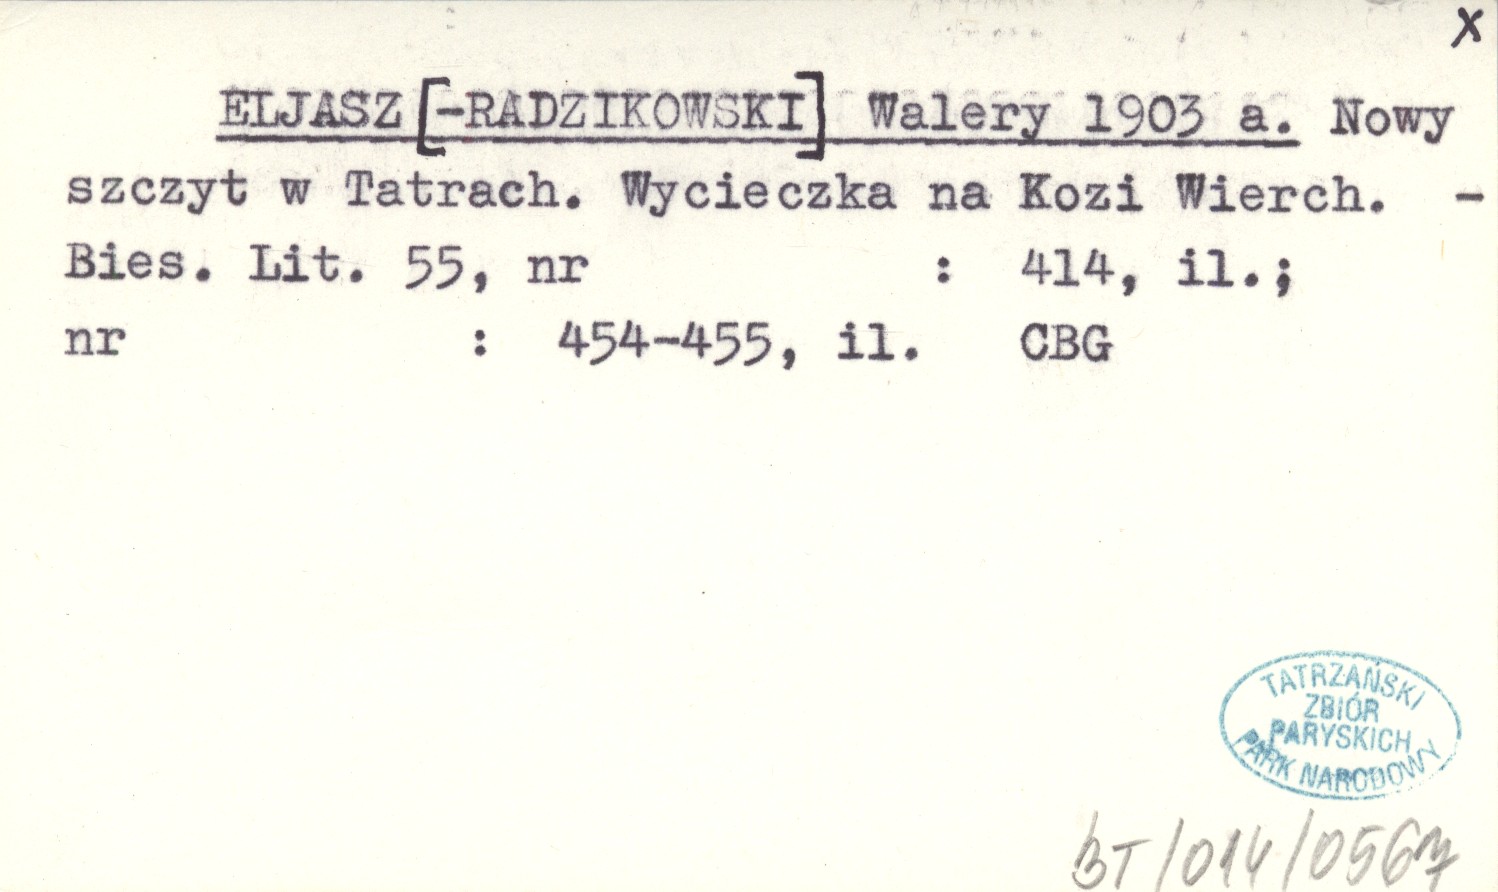 x
ELJASZ [-RADZIKOWSKI] Walery 1903 a. Nowy
szczyt w Tatrach. Wycieczka na Kozi Wierch. -
Bies. Lit. 55, nr : 414, il.;
nr : 454-455, il. CBG
TATRZAŃSKI
ZBIÓR
PARYSKICH
PARK NARODOWY
BT/014/0567